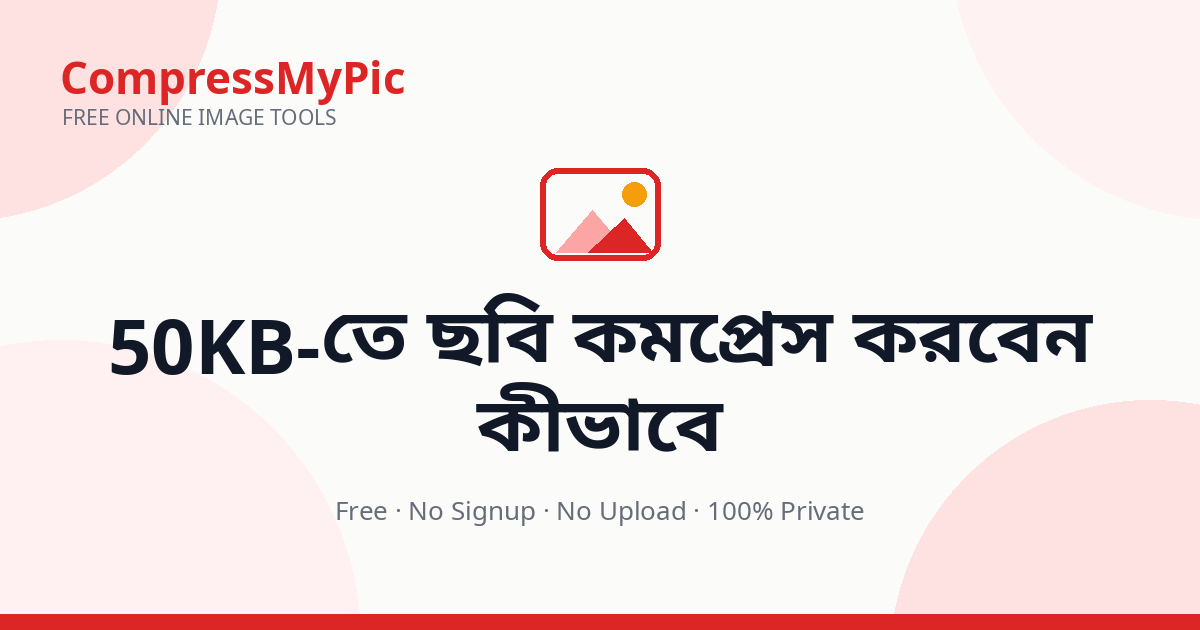 CompressMyPic
FREE ONLINE IMAGE TOOLS
50KB-তে ছবি কমপ্রেস করবেন
কীভাবে
Free · No Signup · No Upload · 100% Private